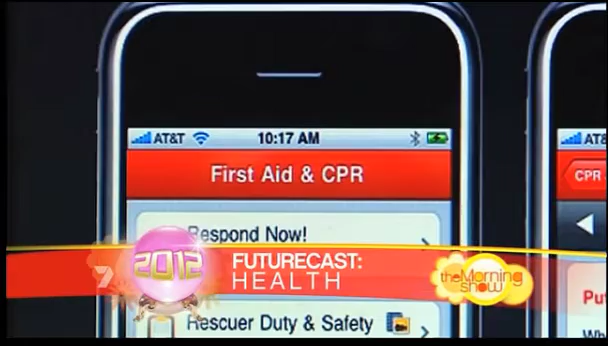 AT&T 10:17 AM
First Aid & CPR
Respond Now!
Rescuer Duty & Safety
2012
7
FUTURECAST:
HEALTH
the Morning
Show
CPR